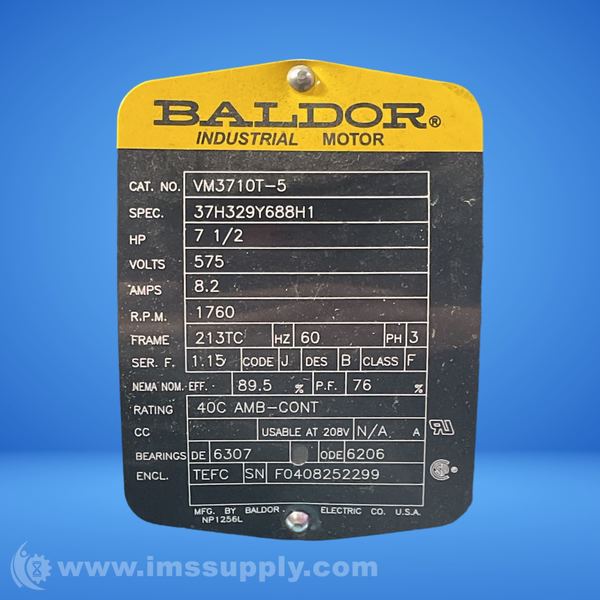 BALDOR®
INDUSTRIAL MOTOR
CAT. NO. VM3710T-5
SPEC. 37H329Y688H1
HP 7 1/2
VOLTS 575
AMPS 8.2
R.P.M. 1760
FRAME 213TC HZ 60 PH 3
SER. F. 1.15 CODE J DES B CLASS F
NEMA NOM. EFF. 89.5 % P.F. 76 %
RATING 40C AMB-CONT
CC USABLE AT 208V N/A A
BEARINGS DE 6307 ODE 6206
ENCL. TEFC SN F0408252299
MFG. BY BALDOR ELECTRIC CO. U.S.A.
NP1256L
www.imssupply.com